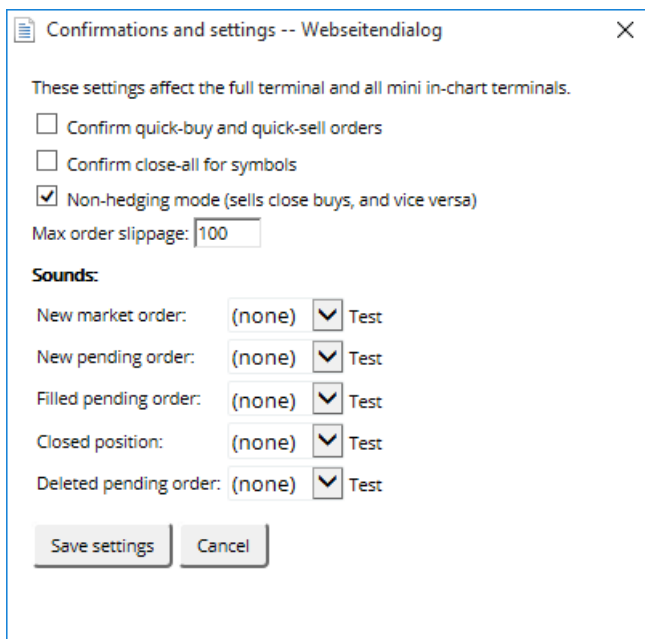 Confirmations and settings -- Webseitendialog
These settings affect the full terminal and all mini in-chart terminals.
Confirm quick-buy and quick-sell orders
Confirm close-all for symbols
Non-hedging mode (sells close buys, and vice versa)
Max order slippage: 100
Sounds:
New market order: (none) Test
New pending order: (none) Test
Filled pending order: (none) Test
Closed position: (none) Test
Deleted pending order: (none) Test
Save settings Cancel